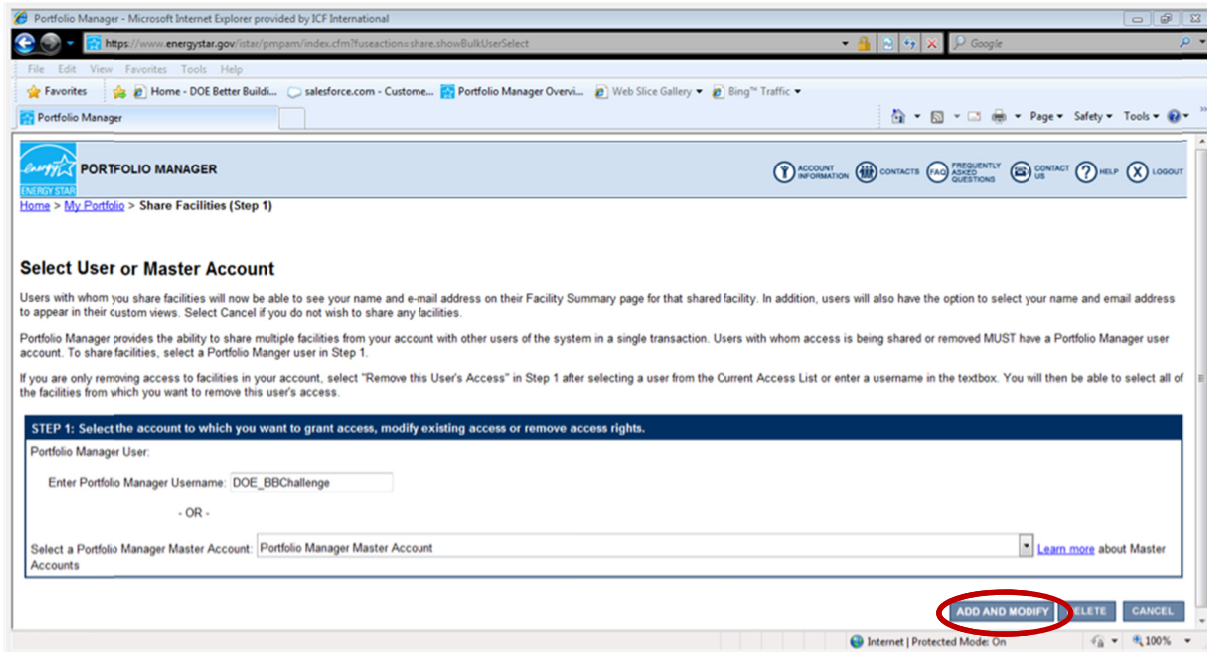 Portfolio Manager - Microsoft Internet Explorer provided by ICF International
https://www.energystar.gov/istar/pmpam/index.cfm?fuseaction=share.showBulkUserSelect
Google
File Edit View Favorites Tools Help
Favorites Home - DOE Better Buildi... salesforce.com - Custome... Portfolio Manager Overvi... Web Slice Gallery Bing™ Traffic
Portfolio Manager Page Safety Tools
energy
ENERGY STAR
PORTFOLIO MANAGER
ACCOUNT INFORMATION CONTACTS FAQ FREQUENTLY ASKED QUESTIONS CONTACT US ? HELP X LOGOUT
Home > My Portfolio > Share Facilities (Step 1)
Select User or Master Account
Users with whom you share facilities will now be able to see your name and e-mail address on their Facility Summary page for that shared facility. In addition, users will also have the option to select your name and email address
to appear in their custom views. Select Cancel if you do not wish to share any facilities.
Portfolio Manager provides the ability to share multiple facilities from your account with other users of the system in a single transaction. Users with whom access is being shared or removed MUST have a Portfolio Manager user
account. To share facilities, select a Portfolio Manger user in Step 1.
If you are only removing access to facilities in your account, select "Remove this User's Access" in Step 1 after selecting a user from the Current Access List or enter a username in the textbox. You will then be able to select all of
the facilities from which you want to remove this user's access.
STEP 1: Select the account to which you want to grant access, modify existing access or remove access rights.
Portfolio Manager User:
Enter Portfolio Manager Username: DOE_BBChallenge
- OR -
Select a Portfolio Manager Master Account: Portfolio Manager Master Account Learn more about Master
Accounts
ADD AND MODIFY DELETE CANCEL
Internet | Protected Mode: On 100%